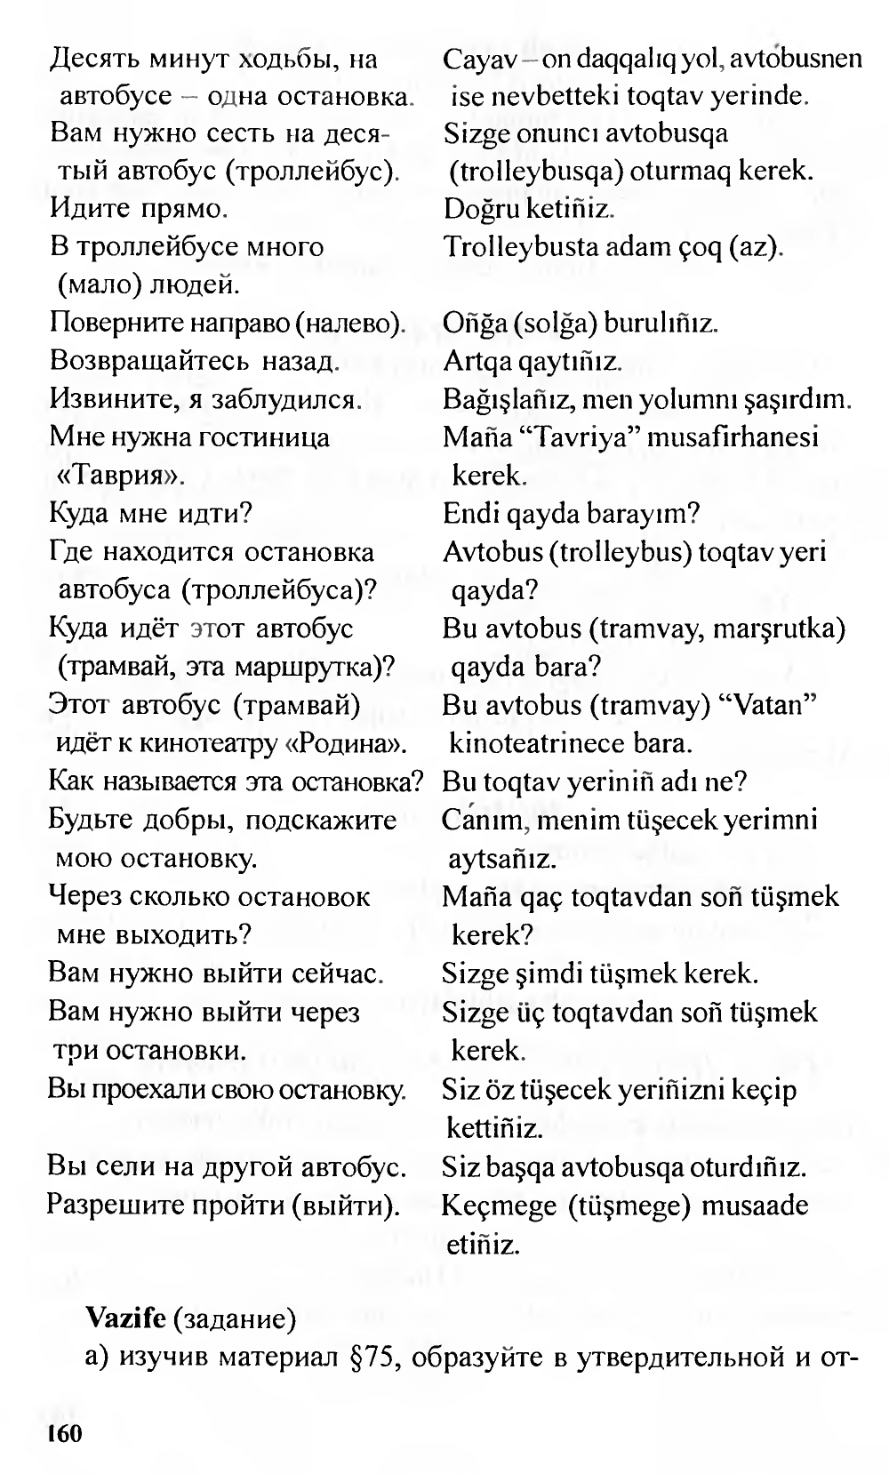 Десять минут ходьбы, на
автобусе – одна остановка.
Вам нужно сесть на деся-
тый автобус (троллейбус).
Идите прямо.
В троллейбусе много
(мало) людей.
Поверните направо (налево).
Возвращайтесь назад.
Извините, я заблудился.
Мне нужна гостиница
«Таврия».
Куда мне идти?
Где находится остановка
автобуса (троллейбуса)?
Куда идёт этот автобус
(трамвай, эта маршрутка)?
Этот автобус (трамвай)
идёт к кинотеатру «Родина».
Как называется эта остановка?
Будьте добры, подскажите
мою остановку.
Через сколько остановок
мне выходить?
Вам нужно выйти сейчас.
Вам нужно выйти через
три остановки.
Вы проехали свою остановку.
Вы сели на другой автобус.
Разрешите пройти (выйти).
Cayav – on daqqalıq yol, avtobusnen
ise nevbetteki toqtav yerinde.
Sizge onuncı avtobusqa
(trolleybusqa) oturmaq kerek.
Doğru ketiñiz.
Trolleybusta adam çoq (az).
Oñğa (solğa) burulıñız.
Artqa qaytıñız.
Bağışlañız, men yolumnı şaşırdım.
Maña “Tavriya” musafirhanesi
kerek.
Endi qayda barayım?
Avtobus (trolleybus) toqtav yeri
qayda?
Bu avtobus (tramvay, marşrutka)
qayda bara?
Bu avtobus (tramvay) “Vatan”
kinoteatrinece bara.
Bu toqtav yeriniñ adı ne?
Canım, menim tüşecek yerimni
aytsañız.
Maña qaç toqtavdan soñ tüşmek
kerek?
Sizge şimdi tüşmek kerek.
Sizge üç toqtavdan soñ tüşmek
kerek.
Siz öz tüşecek yeriñizni keçip
kettiñiz.
Siz başqa avtobusqa oturdıñız.
Keçmege (tüşmege) musaade
etiñiz.
Vazife (задание)
а) изучив материал §75, образуйте в утвердительной и от-
160